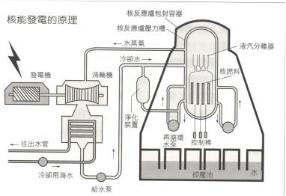 核能發電的原理
核反應爐包封容器
核反應爐壓力槽
水蒸氣
液汽分離器
冷卻水
發電機
渦輪機
核燃料
淨化
裝置
再循環
水泵
控制棒
往出水管
冷卻用海水
給水泵
抑壓池
水